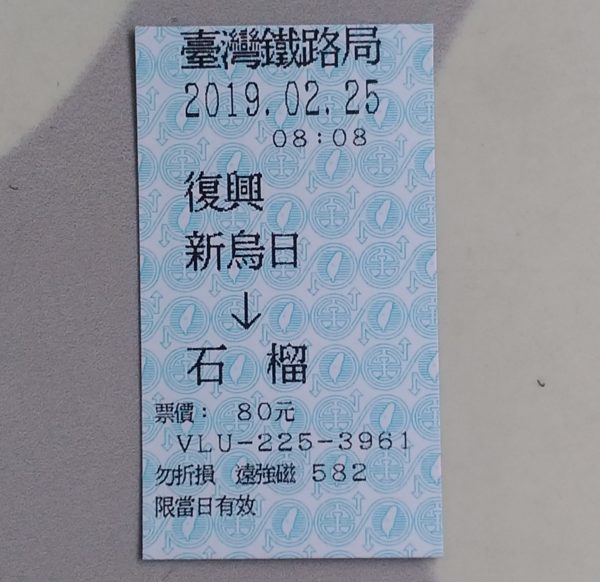 臺灣鐵路局
2019.02.25
08:08
復興
新烏日
↓
石 榴
票價： 80元
VLU-225-3961
勿折損 遠強磁 582
限當日有效